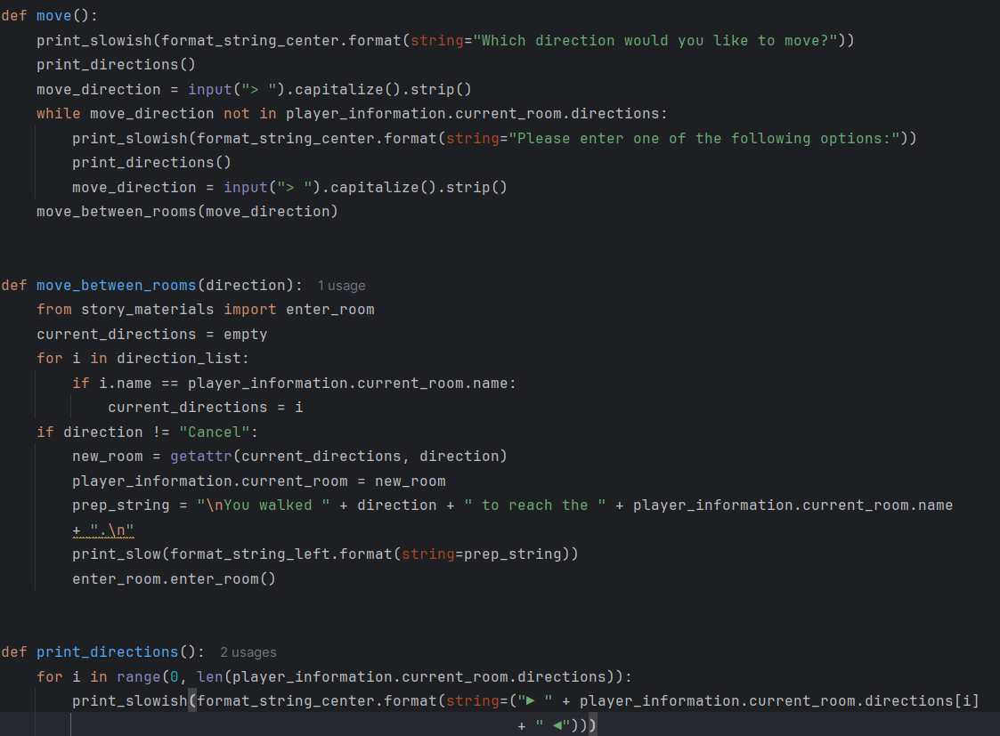 def move():
    print_slowish(format_string_center.format(string="Which direction would you like to move?"))
    print_directions()
    move_direction = input("> ").capitalize().strip()
    while move_direction not in player_information.current_room.directions:
        print_slowish(format_string_center.format(string="Please enter one of the following options:"))
        print_directions()
        move_direction = input("> ").capitalize().strip()
    move_between_rooms(move_direction)
def move_between_rooms(direction): 1 usage
    from story_materials import enter_room
    current_directions = empty
    for i in direction_list:
        if i.name == player_information.current_room.name:
            current_directions = i
    if direction != "Cancel":
        new_room = getattr(current_directions, direction)
        player_information.current_room = new_room
        prep_string = "\nYou walked " + direction + " to reach the " + player_information.current_room.name
        + ".\n"
        print_slow(format_string_left.format(string=prep_string))
        enter_room.enter_room()
def print_directions(): 2 usages
    for i in range(0, len(player_information.current_room.directions)):
        print_slowish(format_string_center.format(string=("► " + player_information.current_room.directions[i]
                                                          + " ◄")))